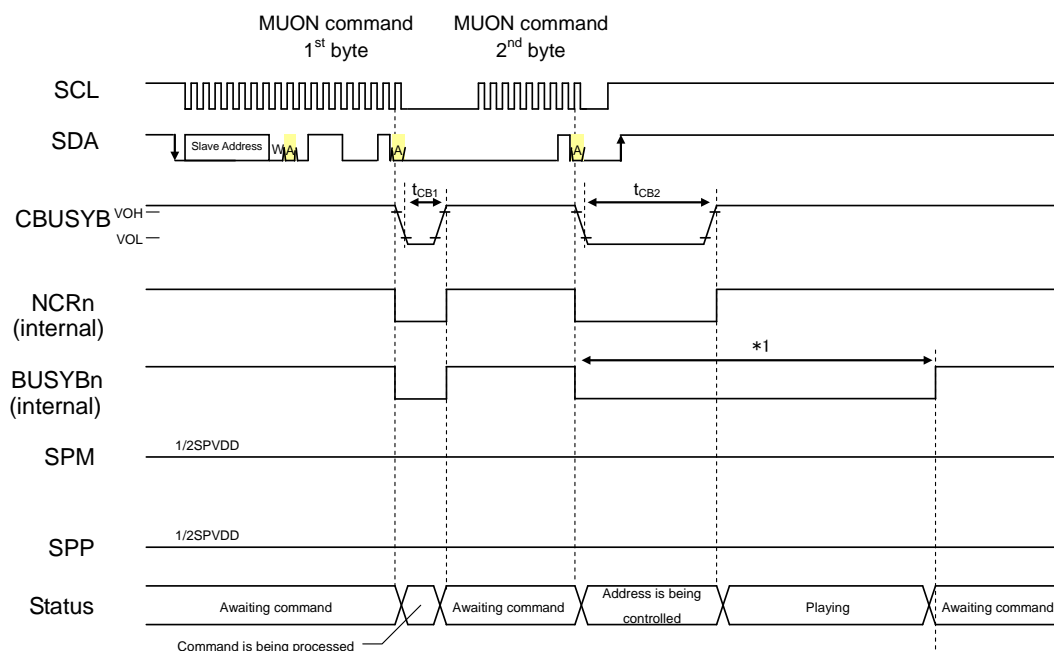 MUON command
1st byte
MUON command
2nd byte
SCL
SDA
Slave Address
W
A
A
A
CBUSYB
VOH
VOL
tCB1
tCB2
NCRn
(internal)
BUSYBn
(internal)
*1
SPM
1/2SPVDD
SPP
1/2SPVDD
Status
Awaiting command
Awaiting command
Address is being
controlled
Playing
Awaiting command
Command is being processed